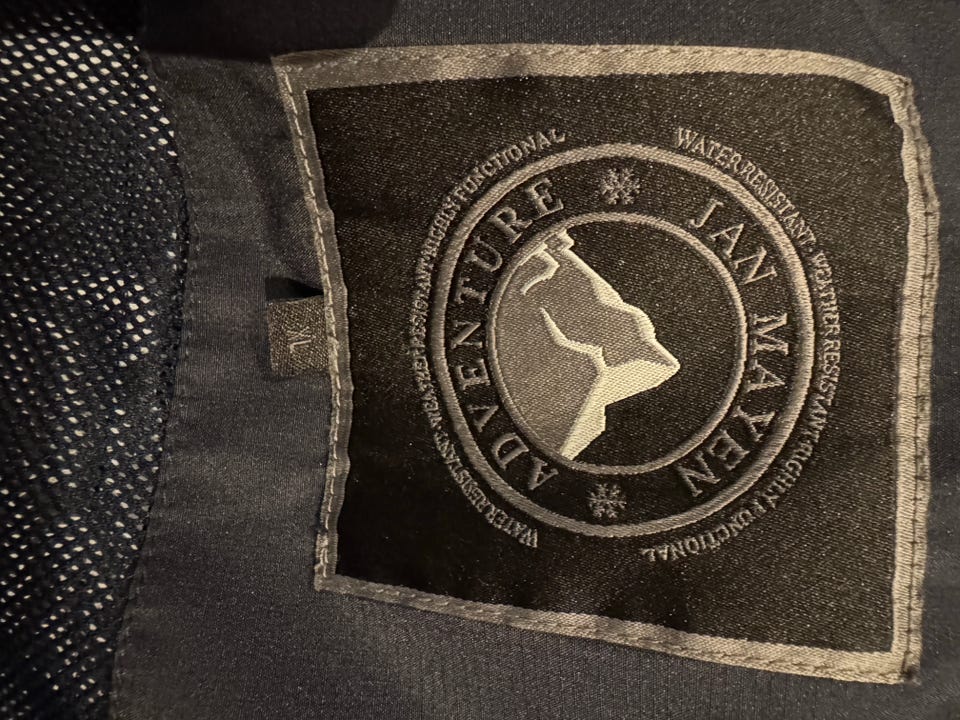 WATER RESISTANT, WEATHER RESISTANT, HIGHLY FUNCTIONAL
JAN MAYEN
ADVENTURE
WATER RESISTANT, WEATHER RESISTANT, HIGHLY FUNCTIONAL
XL